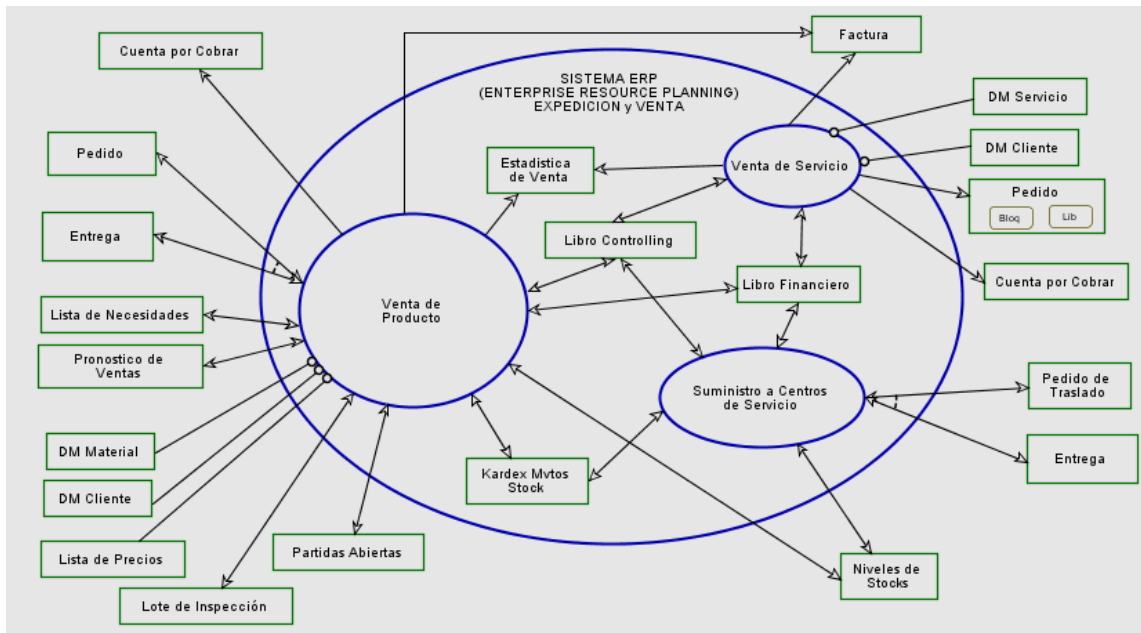 Cuenta por Cobrar
Factura
SISTEMA ERP
(ENTERPRISE RESOURCE PLANNING)
EXPEDICION y VENTA
DM Servicio
Pedido
Estadistica
de Venta
Venta de Servicio
DM Cliente
Pedido
Bloq
Lib
Entrega
Libro Controlling
Cuenta por Cobrar
Libro Financiero
Lista de Necesidades
Venta de
Producto
Pronostico de
Ventas
Suministro a Centros
de Servicio
Pedido de
Traslado
DM Material
Kardex Mvtos
Stock
Entrega
DM Cliente
Lista de Precios
Partidas Abiertas
Niveles de
Stocks
Lote de Inspección